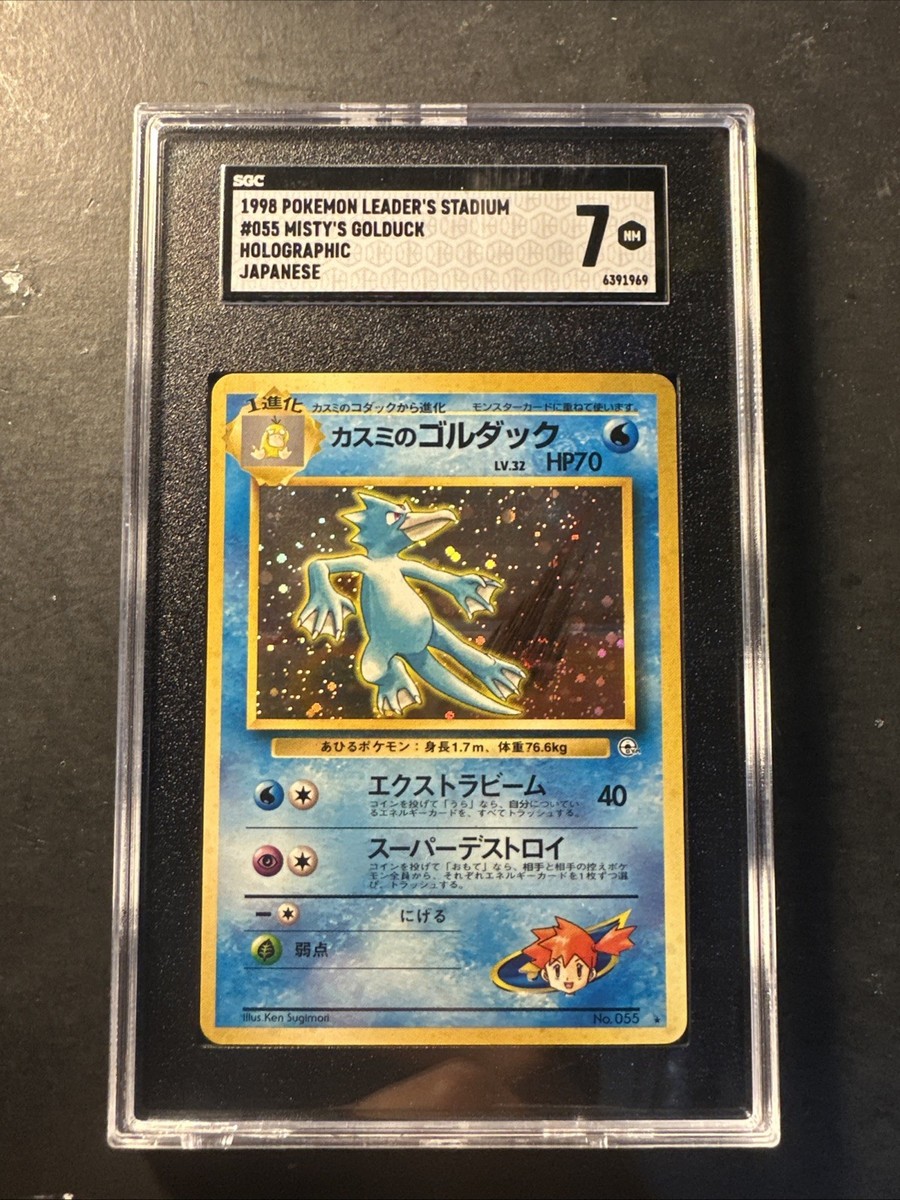 SGC
1998 POKEMON LEADER'S STADIUM
#055 MISTY'S GOLDUCK
HOLOGRAPHIC
JAPANESE
7
NM
6391969
1進化 カスミのコダックから進化 モンスターカードに重ねて使います。
カスミのゴルダック
LV.32 HP70
あひるポケモン：身長1.7m、体重76.6kg
エクストラビーム 40
コインを投げて「うら」なら、自分についてい
るエネルギーカードを、すべてトラッシュする。
スーパーデストロイ
コインを投げて「おもて」なら、相手と相手の控えポケ
モン全員から、それぞれエネルギーカードを1枚ずつ選
び、トラッシュする。
にげる
弱点
Illus.Ken Sugimori
No.055